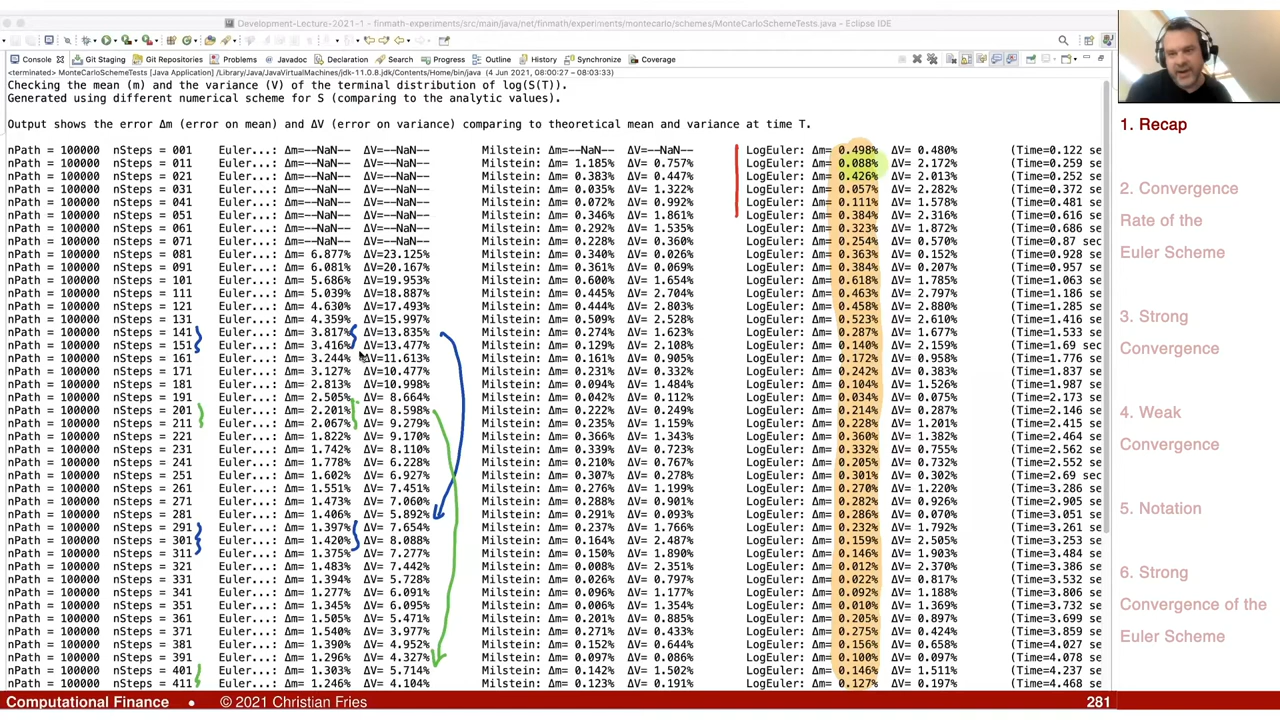 Development-Lecture-2021-1 - finmath-experiments/src/main/java/net/finmath/experiments/montecarlo/schemes/MonteCarloSchemeTests.java - Eclipse IDE
Console Git Staging Git Repositories Problems Javadoc Declaration Search Progress Outline History Synchronize Coverage
<terminated> MonteCarloSchemeTests [Java Application] /Library/Java/JavaVirtualMachines/jdk-11.0.8.jdk/Contents/Home/bin/java (4 Jun 2021, 08:00:27 – 08:03:33)
Checking the mean (m) and the variance (V) of the terminal distribution of log(S(T)).
Generated using different numerical scheme for S (comparing to the analytic values).
Output shows the error Δm (error on mean) and ΔV (error on variance) comparing to theoretical mean and variance at time T.
nPath = 100000 nSteps = 001 Euler...: Δm=--NaN-- ΔV=--NaN-- Milstein: Δm=--NaN-- ΔV=--NaN-- LogEuler: Δm= 0.498% ΔV= 0.480% (Time=0.122 se
nPath = 100000 nSteps = 011 Euler...: Δm=--NaN-- ΔV=--NaN-- Milstein: Δm= 1.185% ΔV= 0.757% LogEuler: Δm= 0.088% ΔV= 2.172% (Time=0.259 se
nPath = 100000 nSteps = 021 Euler...: Δm=--NaN-- ΔV=--NaN-- Milstein: Δm= 0.383% ΔV= 0.447% LogEuler: Δm= 0.426% ΔV= 2.013% (Time=0.252 se
nPath = 100000 nSteps = 031 Euler...: Δm=--NaN-- ΔV=--NaN-- Milstein: Δm= 0.035% ΔV= 1.322% LogEuler: Δm= 0.057% ΔV= 2.282% (Time=0.372 se
nPath = 100000 nSteps = 041 Euler...: Δm=--NaN-- ΔV=--NaN-- Milstein: Δm= 0.072% ΔV= 0.992% LogEuler: Δm= 0.111% ΔV= 1.578% (Time=0.481 se
nPath = 100000 nSteps = 051 Euler...: Δm=--NaN-- ΔV=--NaN-- Milstein: Δm= 0.346% ΔV= 1.861% LogEuler: Δm= 0.384% ΔV= 2.316% (Time=0.616 se
nPath = 100000 nSteps = 061 Euler...: Δm=--NaN-- ΔV=--NaN-- Milstein: Δm= 0.292% ΔV= 1.535% LogEuler: Δm= 0.323% ΔV= 1.872% (Time=0.686 se
nPath = 100000 nSteps = 071 Euler...: Δm=--NaN-- ΔV=--NaN-- Milstein: Δm= 0.228% ΔV= 0.360% LogEuler: Δm= 0.254% ΔV= 0.570% (Time=0.87 sec
nPath = 100000 nSteps = 081 Euler...: Δm= 6.877% ΔV=23.125% Milstein: Δm= 0.340% ΔV= 0.026% LogEuler: Δm= 0.363% ΔV= 0.152% (Time=0.928 se
nPath = 100000 nSteps = 091 Euler...: Δm= 6.081% ΔV=20.167% Milstein: Δm= 0.361% ΔV= 0.069% LogEuler: Δm= 0.384% ΔV= 0.207% (Time=0.957 se
nPath = 100000 nSteps = 101 Euler...: Δm= 5.686% ΔV=19.953% Milstein: Δm= 0.600% ΔV= 1.654% LogEuler: Δm= 0.618% ΔV= 1.785% (Time=1.063 se
nPath = 100000 nSteps = 111 Euler...: Δm= 5.039% ΔV=18.887% Milstein: Δm= 0.445% ΔV= 2.704% LogEuler: Δm= 0.463% ΔV= 2.797% (Time=1.186 se
nPath = 100000 nSteps = 121 Euler...: Δm= 4.630% ΔV=17.493% Milstein: Δm= 0.444% ΔV= 2.803% LogEuler: Δm= 0.458% ΔV= 2.880% (Time=1.285 se
nPath = 100000 nSteps = 131 Euler...: Δm= 4.359% ΔV=15.997% Milstein: Δm= 0.509% ΔV= 2.528% LogEuler: Δm= 0.523% ΔV= 2.610% (Time=1.416 se
nPath = 100000 nSteps = 141 Euler...: Δm= 3.817% ΔV=13.835% Milstein: Δm= 0.274% ΔV= 1.623% LogEuler: Δm= 0.287% ΔV= 1.677% (Time=1.533 se
nPath = 100000 nSteps = 151 Euler...: Δm= 3.416% ΔV=13.477% Milstein: Δm= 0.129% ΔV= 2.108% LogEuler: Δm= 0.140% ΔV= 2.159% (Time=1.69 sec
nPath = 100000 nSteps = 161 Euler...: Δm= 3.244% ΔV=11.613% Milstein: Δm= 0.161% ΔV= 0.905% LogEuler: Δm= 0.172% ΔV= 0.958% (Time=1.776 se
nPath = 100000 nSteps = 171 Euler...: Δm= 3.127% ΔV=10.477% Milstein: Δm= 0.231% ΔV= 0.332% LogEuler: Δm= 0.242% ΔV= 0.383% (Time=1.837 se
nPath = 100000 nSteps = 181 Euler...: Δm= 2.813% ΔV=10.998% Milstein: Δm= 0.094% ΔV= 1.484% LogEuler: Δm= 0.104% ΔV= 1.526% (Time=1.987 se
nPath = 100000 nSteps = 191 Euler...: Δm= 2.505% ΔV= 8.664% Milstein: Δm= 0.042% ΔV= 0.112% LogEuler: Δm= 0.034% ΔV= 0.075% (Time=2.173 se
nPath = 100000 nSteps = 201 Euler...: Δm= 2.201% ΔV= 8.598% Milstein: Δm= 0.222% ΔV= 0.249% LogEuler: Δm= 0.214% ΔV= 0.287% (Time=2.146 se
nPath = 100000 nSteps = 211 Euler...: Δm= 2.067% ΔV= 9.279% Milstein: Δm= 0.235% ΔV= 1.159% LogEuler: Δm= 0.228% ΔV= 1.201% (Time=2.415 se
nPath = 100000 nSteps = 221 Euler...: Δm= 1.822% ΔV= 9.170% Milstein: Δm= 0.366% ΔV= 1.343% LogEuler: Δm= 0.360% ΔV= 1.382% (Time=2.464 se
nPath = 100000 nSteps = 231 Euler...: Δm= 1.742% ΔV= 8.110% Milstein: Δm= 0.339% ΔV= 0.723% LogEuler: Δm= 0.332% ΔV= 0.755% (Time=2.562 se
nPath = 100000 nSteps = 241 Euler...: Δm= 1.778% ΔV= 6.228% Milstein: Δm= 0.210% ΔV= 0.767% LogEuler: Δm= 0.205% ΔV= 0.732% (Time=2.552 se
nPath = 100000 nSteps = 251 Euler...: Δm= 1.602% ΔV= 6.927% Milstein: Δm= 0.307% ΔV= 0.278% LogEuler: Δm= 0.301% ΔV= 0.302% (Time=2.69 sec
nPath = 100000 nSteps = 261 Euler...: Δm= 1.551% ΔV= 7.451% Milstein: Δm= 0.276% ΔV= 1.199% LogEuler: Δm= 0.270% ΔV= 1.220% (Time=3.286 se
nPath = 100000 nSteps = 271 Euler...: Δm= 1.473% ΔV= 7.060% Milstein: Δm= 0.288% ΔV= 0.901% LogEuler: Δm= 0.282% ΔV= 0.926% (Time=2.905 se
nPath = 100000 nSteps = 281 Euler...: Δm= 1.406% ΔV= 5.892% Milstein: Δm= 0.291% ΔV= 0.093% LogEuler: Δm= 0.286% ΔV= 0.070% (Time=3.051 se
nPath = 100000 nSteps = 291 Euler...: Δm= 1.397% ΔV= 7.654% Milstein: Δm= 0.237% ΔV= 1.766% LogEuler: Δm= 0.232% ΔV= 1.792% (Time=3.261 se
nPath = 100000 nSteps = 301 Euler...: Δm= 1.420% ΔV= 8.088% Milstein: Δm= 0.164% ΔV= 2.487% LogEuler: Δm= 0.159% ΔV= 2.505% (Time=3.253 se
nPath = 100000 nSteps = 311 Euler...: Δm= 1.375% ΔV= 7.277% Milstein: Δm= 0.150% ΔV= 1.890% LogEuler: Δm= 0.146% ΔV= 1.903% (Time=3.484 se
nPath = 100000 nSteps = 321 Euler...: Δm= 1.483% ΔV= 7.442% Milstein: Δm= 0.008% ΔV= 2.351% LogEuler: Δm= 0.012% ΔV= 2.370% (Time=3.386 se
nPath = 100000 nSteps = 331 Euler...: Δm= 1.394% ΔV= 5.728% Milstein: Δm= 0.026% ΔV= 0.797% LogEuler: Δm= 0.022% ΔV= 0.817% (Time=3.532 se
nPath = 100000 nSteps = 341 Euler...: Δm= 1.277% ΔV= 6.091% Milstein: Δm= 0.096% ΔV= 1.177% LogEuler: Δm= 0.092% ΔV= 1.188% (Time=3.806 se
nPath = 100000 nSteps = 351 Euler...: Δm= 1.345% ΔV= 6.095% Milstein: Δm= 0.006% ΔV= 1.354% LogEuler: Δm= 0.010% ΔV= 1.369% (Time=3.732 se
nPath = 100000 nSteps = 361 Euler...: Δm= 1.505% ΔV= 5.471% Milstein: Δm= 0.201% ΔV= 0.885% LogEuler: Δm= 0.205% ΔV= 0.897% (Time=3.699 se
nPath = 100000 nSteps = 371 Euler...: Δm= 1.540% ΔV= 3.977% Milstein: Δm= 0.271% ΔV= 0.433% LogEuler: Δm= 0.275% ΔV= 0.424% (Time=3.859 se
nPath = 100000 nSteps = 381 Euler...: Δm= 1.390% ΔV= 4.952% Milstein: Δm= 0.152% ΔV= 0.644% LogEuler: Δm= 0.156% ΔV= 0.658% (Time=4.027 se
nPath = 100000 nSteps = 391 Euler...: Δm= 1.296% ΔV= 4.327% Milstein: Δm= 0.097% ΔV= 0.086% LogEuler: Δm= 0.100% ΔV= 0.097% (Time=4.078 se
nPath = 100000 nSteps = 401 Euler...: Δm= 1.303% ΔV= 5.714% Milstein: Δm= 0.142% ΔV= 1.502% LogEuler: Δm= 0.146% ΔV= 1.511% (Time=4.237 se
nPath = 100000 nSteps = 411 Euler...: Δm= 1.246% ΔV= 4.104% Milstein: Δm= 0.123% ΔV= 0.191% LogEuler: Δm= 0.127% ΔV= 0.197% (Time=4.468 se
1. Recap
2. Convergence
Rate of the
Euler Scheme
3. Strong
Convergence
4. Weak
Convergence
5. Notation
6. Strong
Convergence of the
Euler Scheme
Computational Finance • © 2021 Christian Fries 281